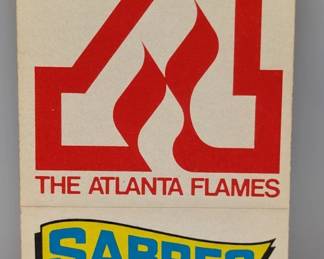 THE ATLANTA FLAMES
SABRES